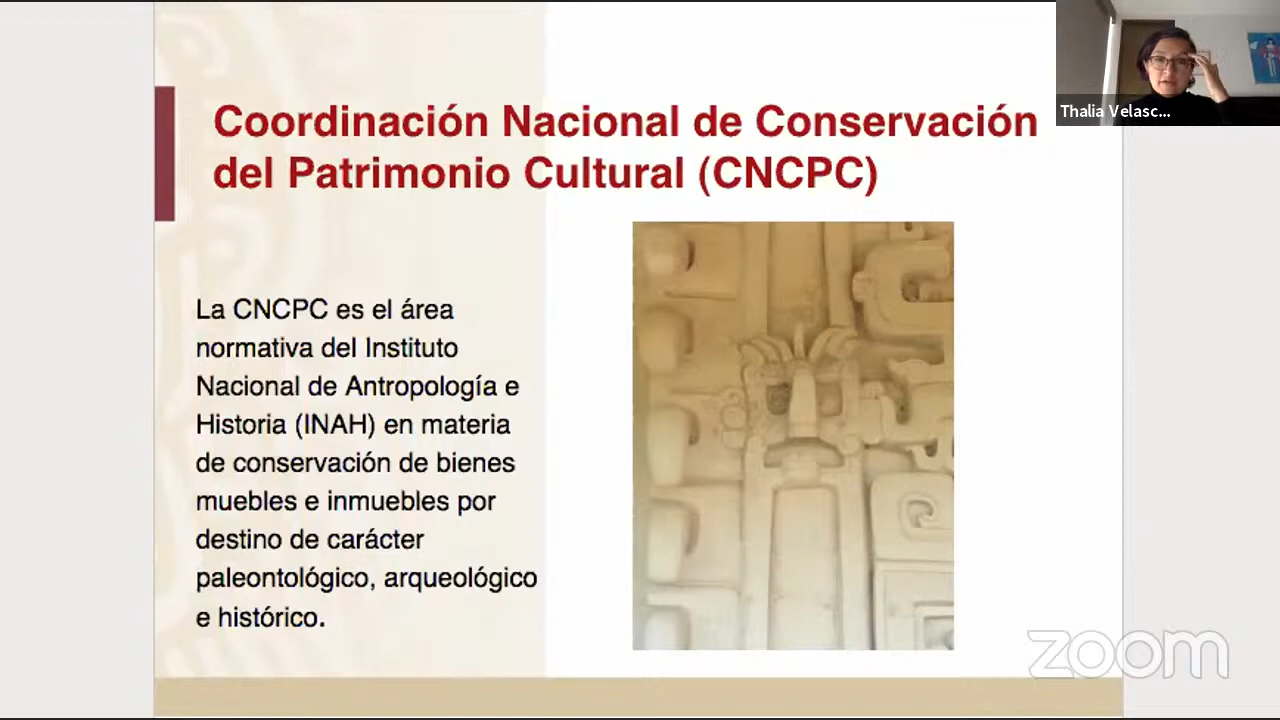 Coordinación Nacional de Conservación
del Patrimonio Cultural (CNCPC)
La CNCPC es el área
normativa del Instituto
Nacional de Antropología e
Historia (INAH) en materia
de conservación de bienes
muebles e inmuebles por
destino de carácter
paleontológico, arqueológico
e histórico.
Thalia Velasc...
zoom